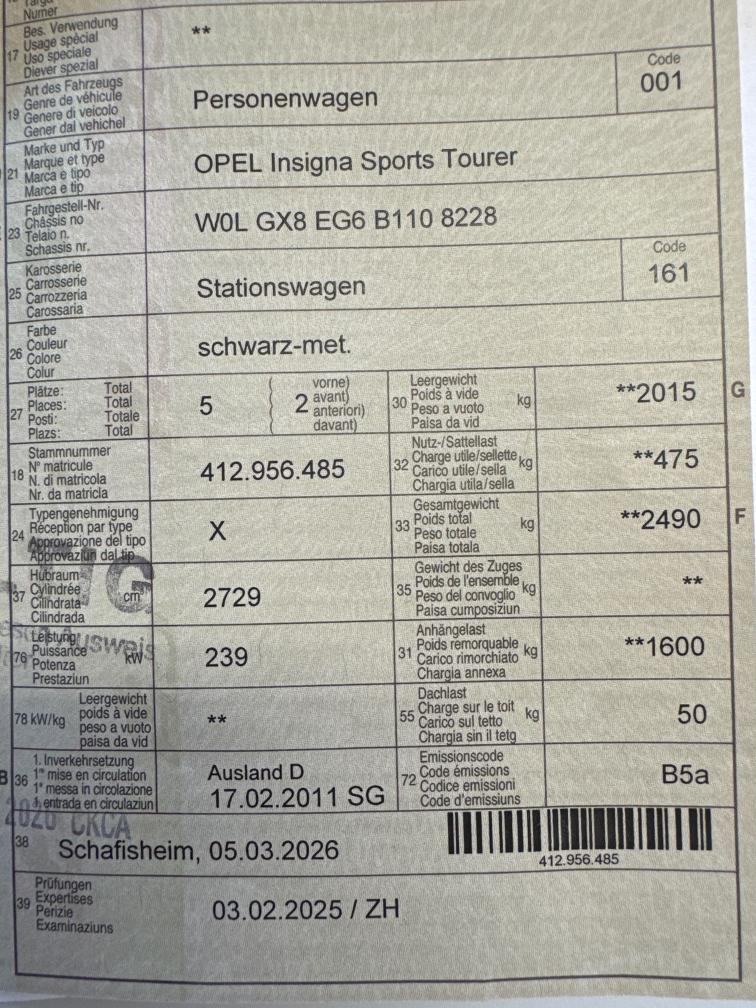 Numer
17 Bes. Verwendung
Usage spécial
Uso speciale
Diever spezial
**
19 Art des Fahrzeugs
Genre de véhicule
Genere di veicolo
Gener dal vehichel
Personenwagen
Code
001
21 Marke und Typ
Marque et type
Marca e tipo
Marca e tip
OPEL Insigna Sports Tourer
23 Fahrgestell-Nr.
Châssis no
Telaio n.
Schassis nr.
W0L GX8 EG6 B110 8228
25 Karosserie
Carrosserie
Carrozzeria
Carossaria
Stationswagen
Code
161
26 Farbe
Couleur
Colore
Colur
schwarz-met.
27 Plätze: Total
Places: Total
Posti: Totale
Plazs: Total
5
( 2 vorne)
( avant)
( anteriori)
( davant)
30 Leergewicht
Poids à vide
Peso a vuoto
Paisa da vid
kg
**2015
G
18 Stammnummer
N° matricule
N. di matricola
Nr. da matricla
412.956.485
32 Nutz-/Sattellast
Charge utile/sellette
Carico utile/sella
Chargia utila/sella
kg
**475
24 Typengenehmigung
Réception par type
Approvazione del tipo
Approvaziun dal tip
X
33 Gesamtgewicht
Poids total
Peso totale
Paisa totala
kg
**2490
F
37 Hubraum
Cylindrée
Cilindrata
Cilindrada
cm³
2729
35 Gewicht des Zuges
Poids de l'ensemble
Peso del convoglio
Paisa cumposiziun
kg
**
76 Leistung
Puissance
Potenza
Prestaziun
kW
239
Ausweis
31 Anhängelast
Poids remorquable
Carico rimorchiato
Chargia annexa
kg
**1600
78 kW/kg
Leergewicht
poids à vide
peso a vuoto
paisa da vid
**
55 Dachlast
Charge sur le toit
Carico sul tetto
Chargia sin il tetg
kg
50
B 36 1. Inverkehrsetzung
1re mise en circulation
1a messa in circolazione
1. entrada en circulaziun
Ausland D
17.02.2011 SG
72 Emissionscode
Code émissions
Codice emissioni
Code d'emissiuns
B5a
2020 CKCA
38 Schafisheim, 05.03.2026
412.956.485
39 Prüfungen
Expertises
Perizie
Examinaziuns
03.02.2025 / ZH